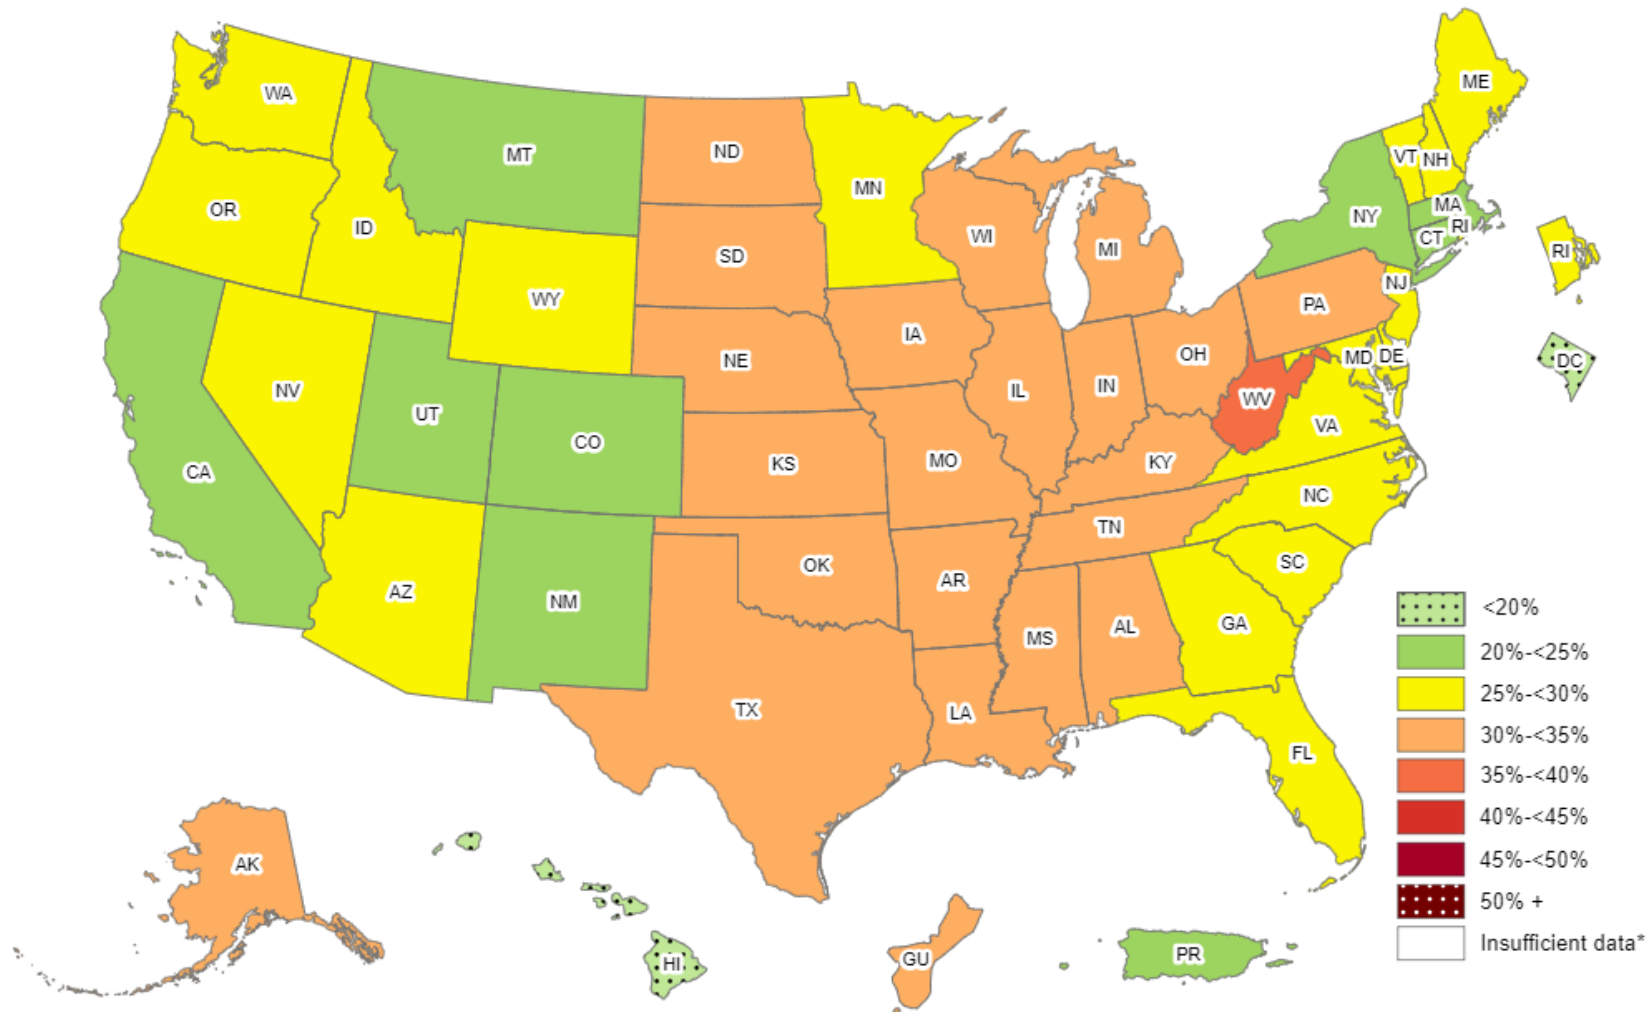 ME
WA
MT
ND
VT
NH
MN
OR
ID
MA
NY
RI
CT
WI
MI
RI
SD
NJ
WY
PA
IA
OH
MD
DE
DC
NE
NV
IL
IN
WV
UT
CO
VA
CA
KS
MO
KY
NC
TN
OK
SC
AR
AZ
NM
MS
AL
GA
<20%
20%-<25%
TX
LA
25%-<30%
30%-<35%
FL
35%-<40%
40%-<45%
AK
45%-<50%
50% +
Insufficient data*
HI
GU
PR